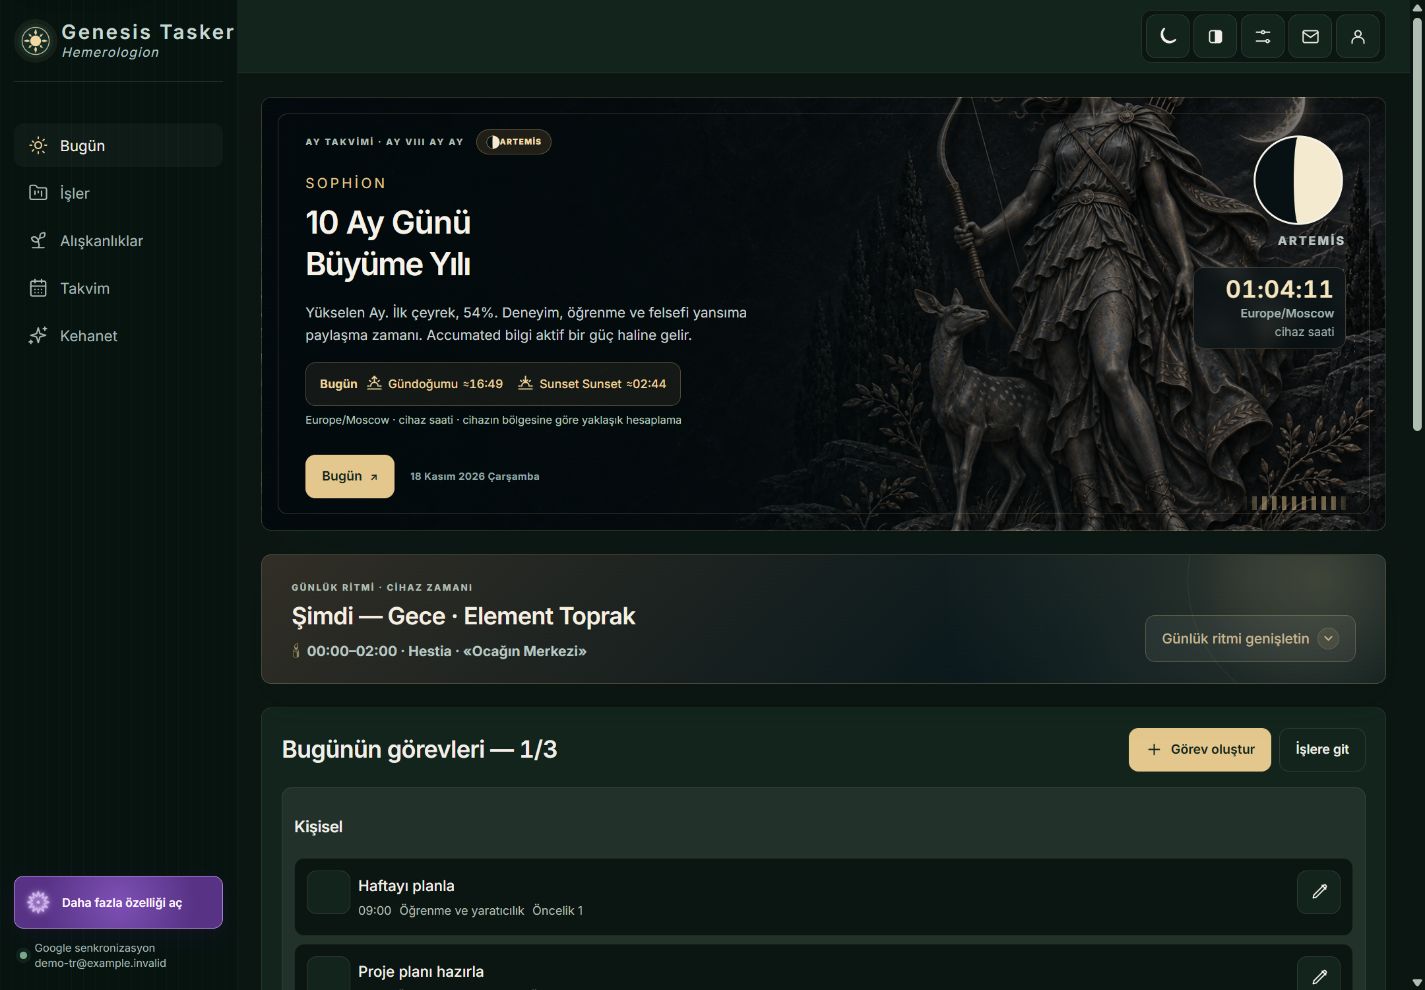 Genesis Tasker
Hemerologion
Bugün
İşler
Alışkanlıklar
Takvim
Kehanet
Daha fazla özelliği aç
Google senkronizasyon
demo-tr@example.invalid
AY TAKVİMİ · AY VIII AY AY
ARTEMİS
SOPHİON
10 Ay Günü
Büyüme Yılı
Yükselen Ay. İlk çeyrek, 54%. Deneyim, öğrenme ve felsefi yansıma
paylaşma zamanı. Accumated bilgi aktif bir güç haline gelir.
Bugün Gündoğumu ≈16:49 Sunset Sunset ≈02:44
Europe/Moscow · cihaz saati · cihazın bölgesine göre yaklaşık hesaplama
Bugün ↗ 18 Kasım 2026 Çarşamba
ARTEMİS
01:04:11
Europe/Moscow
cihaz saati
GÜNLÜK RİTMİ · CİHAZ ZAMANI
Şimdi — Gece · Element Toprak
00:00–02:00 · Hestia · «Ocağın Merkezi»
Günlük ritmi genişletin
Bugünün görevleri — 1/3
Görev oluştur
İşlere git
Kişisel
Haftayı planla
09:00 Öğrenme ve yaratıcılık Öncelik 1
Proje planı hazırla